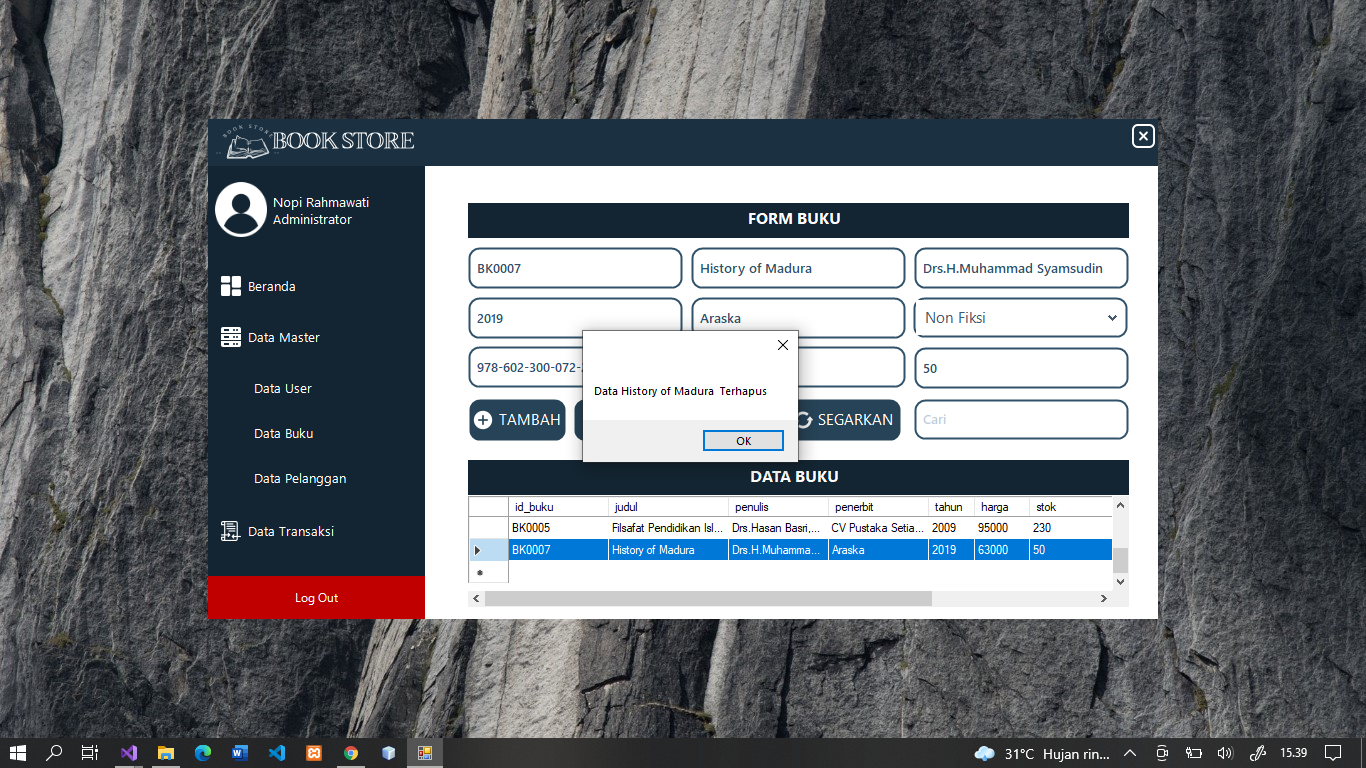 BOOK STORE
BOOK STORE
Nopi Rahmawati
Administrator
Beranda
Data Master
Data User
Data Buku
Data Pelanggan
Data Transaksi
Log Out
FORM BUKU
BK0007 History of Madura Drs.H.Muhammad Syamsudin
2019 Araska Non Fiksi
978-602-300-072- 50
Data History of Madura Terhapus
OK
TAMBAH SEGARKAN Cari
DATA BUKU
id_buku judul penulis penerbit tahun harga stok
BK0005 Filsafat Pendidikan Isl... Drs.Hasan Basri,... CV Pustaka Setia... 2009 95000 230
BK0007 History of Madura Drs.H.Muhamma... Araska 2019 63000 50
31°C Hujan rin... 15.39